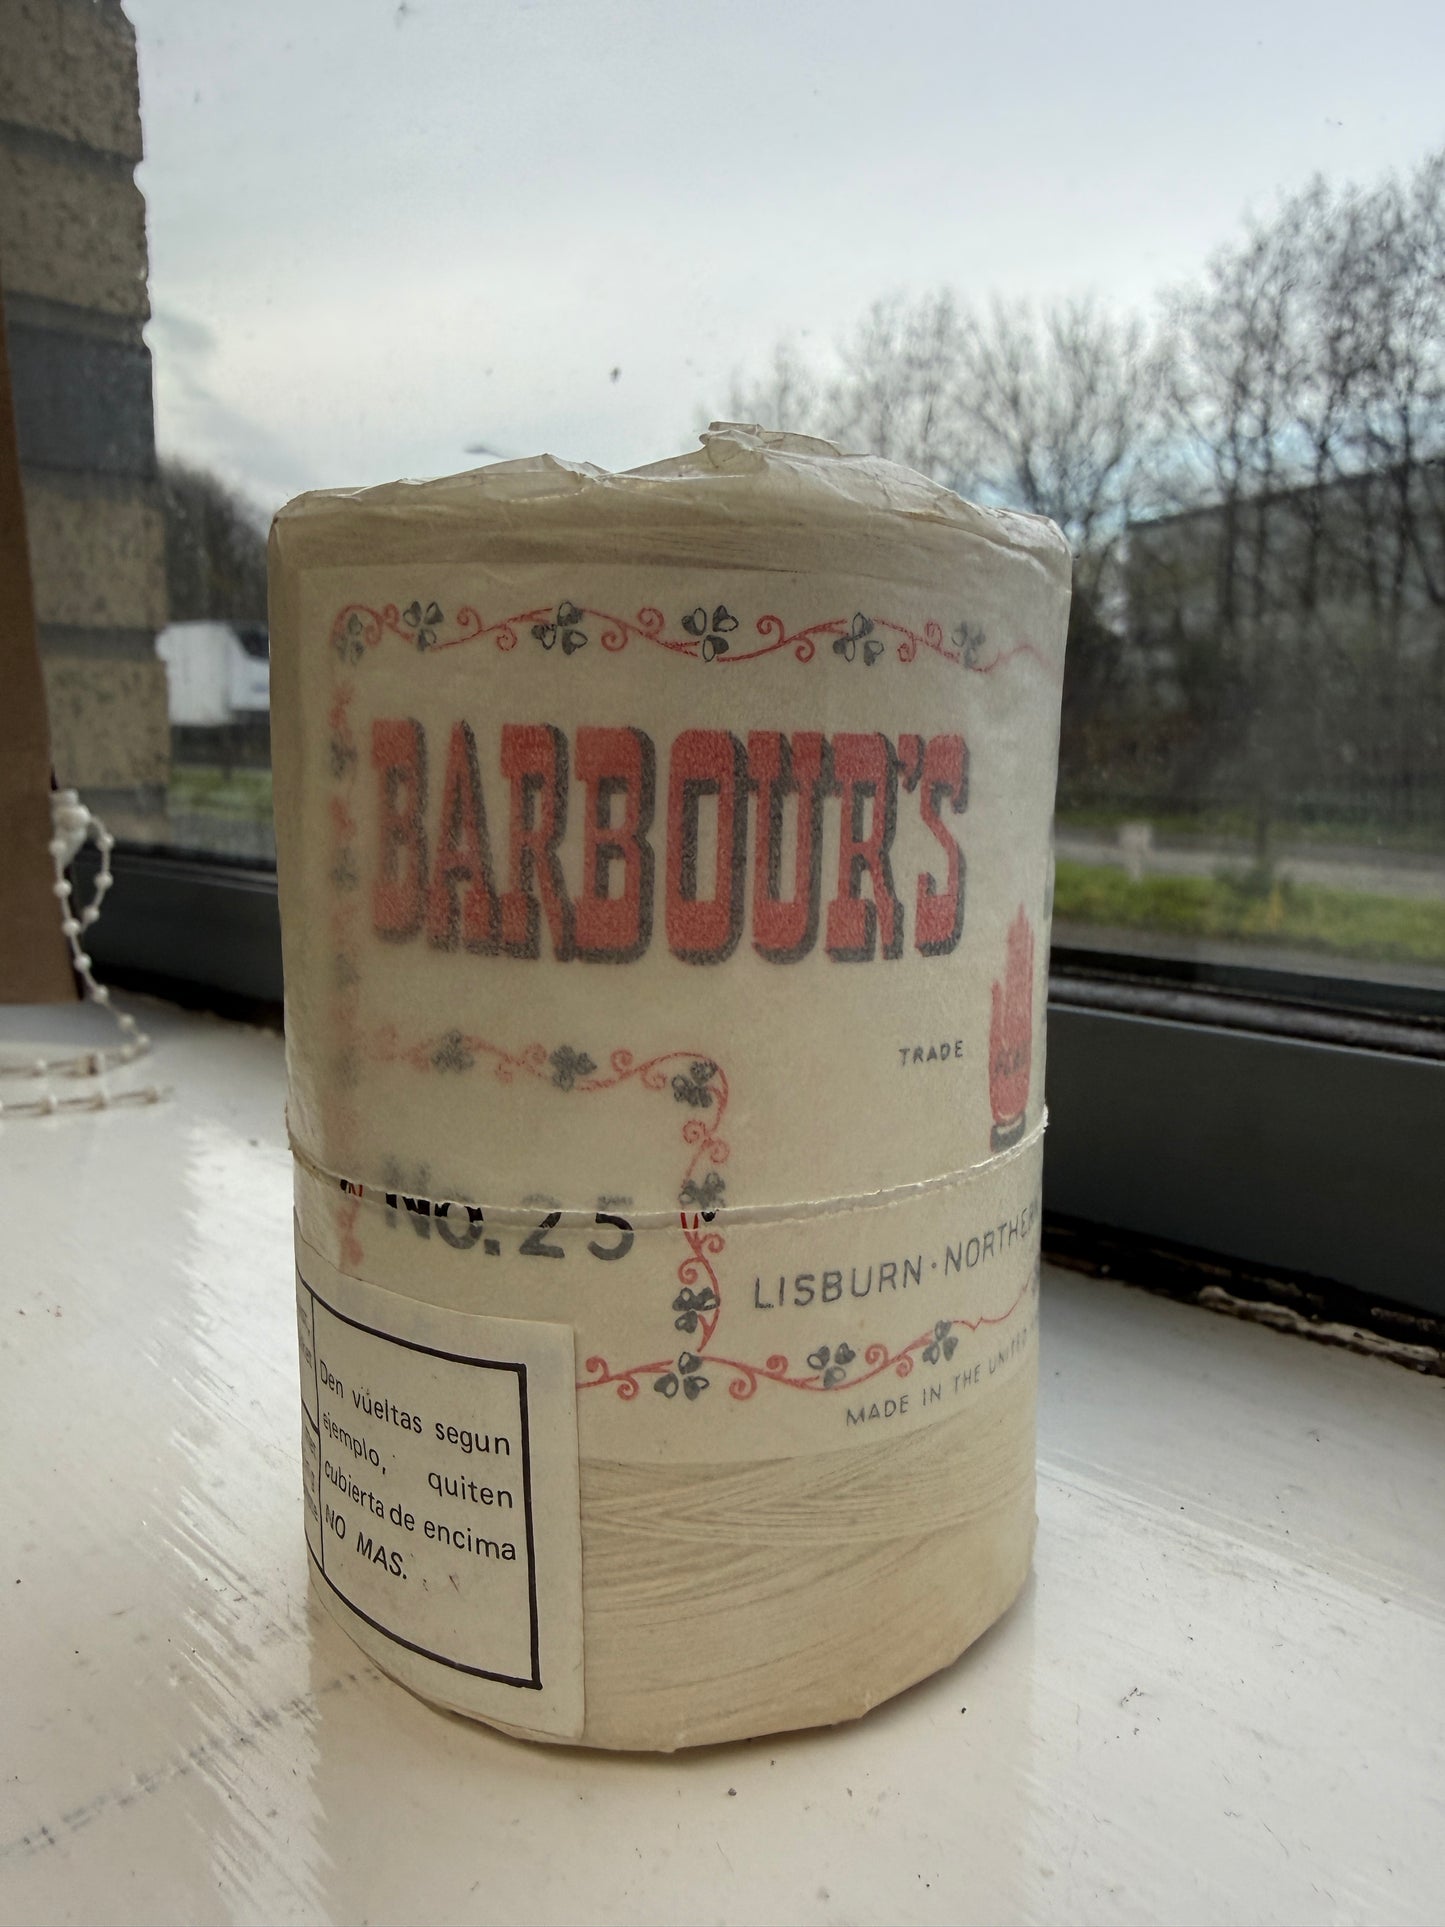 BARBOUR'S
TRADE
No. 25
LISBURN · NORTHERN
MADE IN THE UNITED
Den vueltas segun
ejemplo, quiten
cubierta de encima
NO MAS.